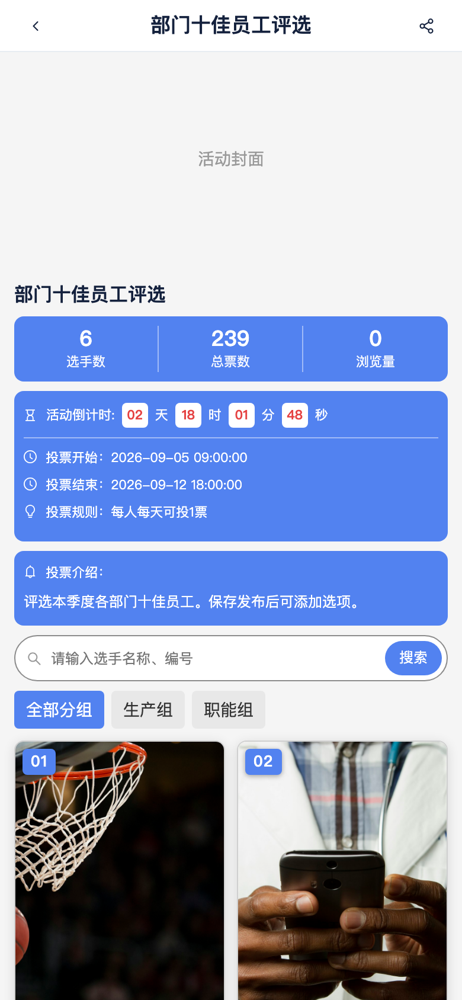 部门十佳员工评选
活动封面
部门十佳员工评选
6 239 0
选手数 总票数 浏览量
活动倒计时: 02 天 18 时 01 分 48 秒
投票开始： 2026-09-05 09:00:00
投票结束： 2026-09-12 18:00:00
投票规则： 每人每天可投1票
投票介绍：
评选本季度各部门十佳员工。保存发布后可添加选项。
请输入选手名称、编号 搜索
全部分组 生产组 职能组
01 02